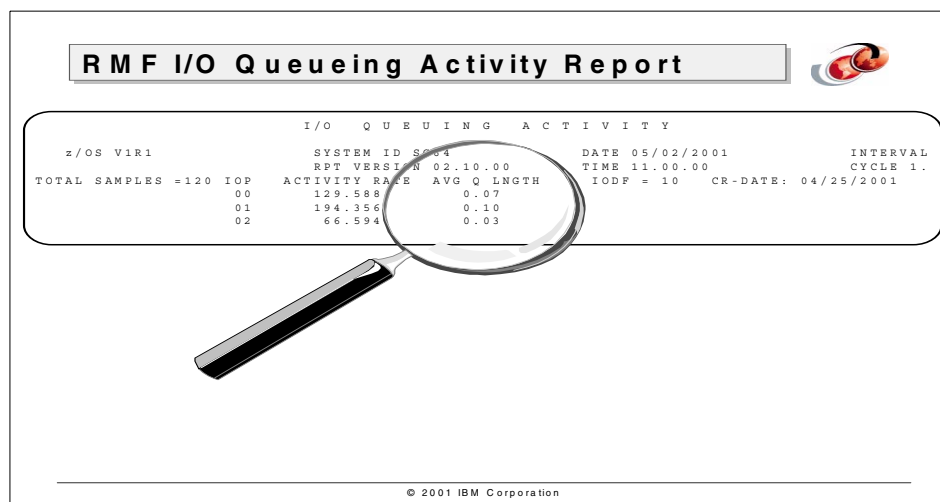 RMF I/O Queueing Activity Report
I/O QUEUING ACTIVITY
z/OS V1R1 SYSTEM ID DATE 05/02/2001 INTERVAL
RPT VERSION 02.10.00 TIME 11.00.00 CYCLE 1.
TOTAL SAMPLES =120 IOP ACTIVITY RATE AVG Q LNGTH IODF = 10 CR-DATE: 04/25/2001
00 129.588 0.07
01 194.356 0.10
02 66.594 0.03
© 2001 IBM Corporation